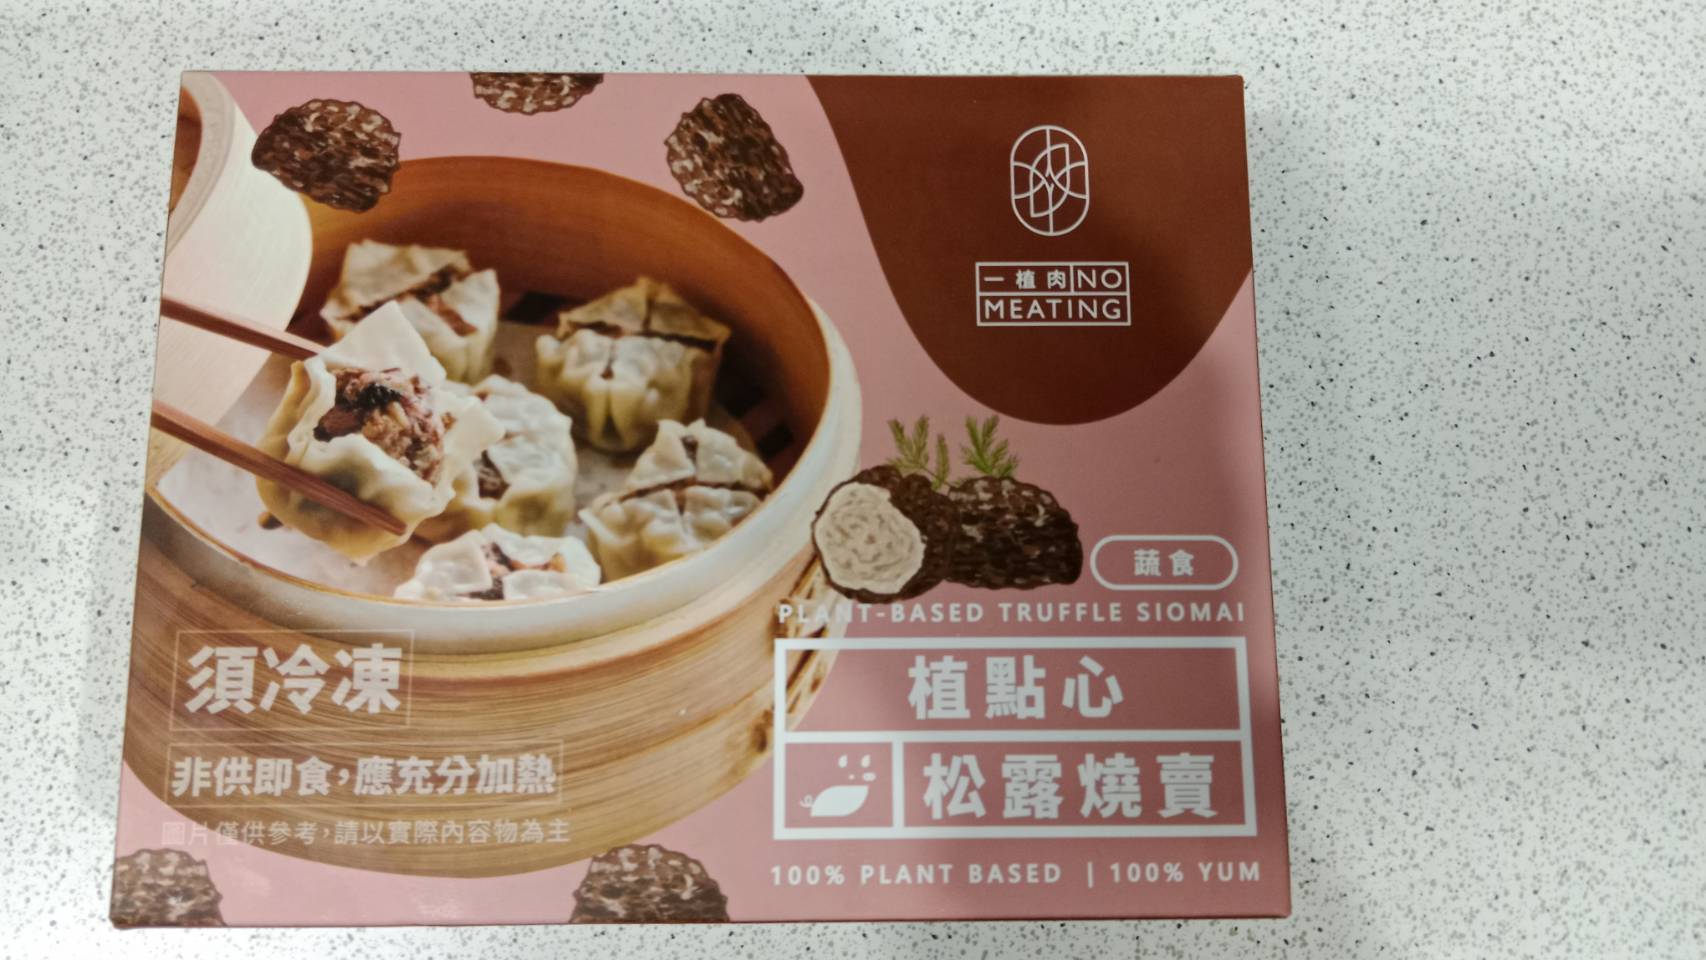 一植肉 NO
MEATING
蔬食
PLANT-BASED TRUFFLE SIOMAI
植點心
松露燒賣
100% PLANT BASED | 100% YUM
須冷凍
非供即食,應充分加熱
圖片僅供參考,請以實際內容物為主